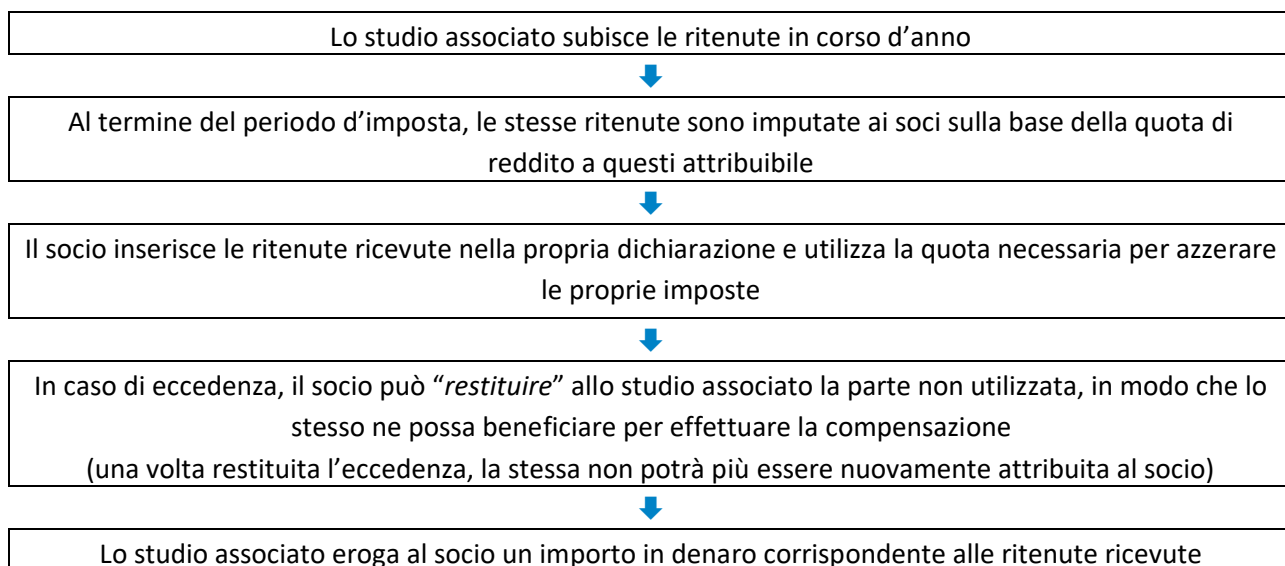 Lo studio associato subisce le ritenute in corso d’anno
Al termine del periodo d’imposta, le stesse ritenute sono imputate ai soci sulla base della quota di
reddito a questi attribuibile
Il socio inserisce le ritenute ricevute nella propria dichiarazione e utilizza la quota necessaria per azzerare
le proprie imposte
In caso di eccedenza, il socio può “restituire” allo studio associato la parte non utilizzata, in modo che lo
stesso ne possa beneficiare per effettuare la compensazione
(una volta restituita l’eccedenza, la stessa non potrà più essere nuovamente attribuita al socio)
Lo studio associato eroga al socio un importo in denaro corrispondente alle ritenute ricevute